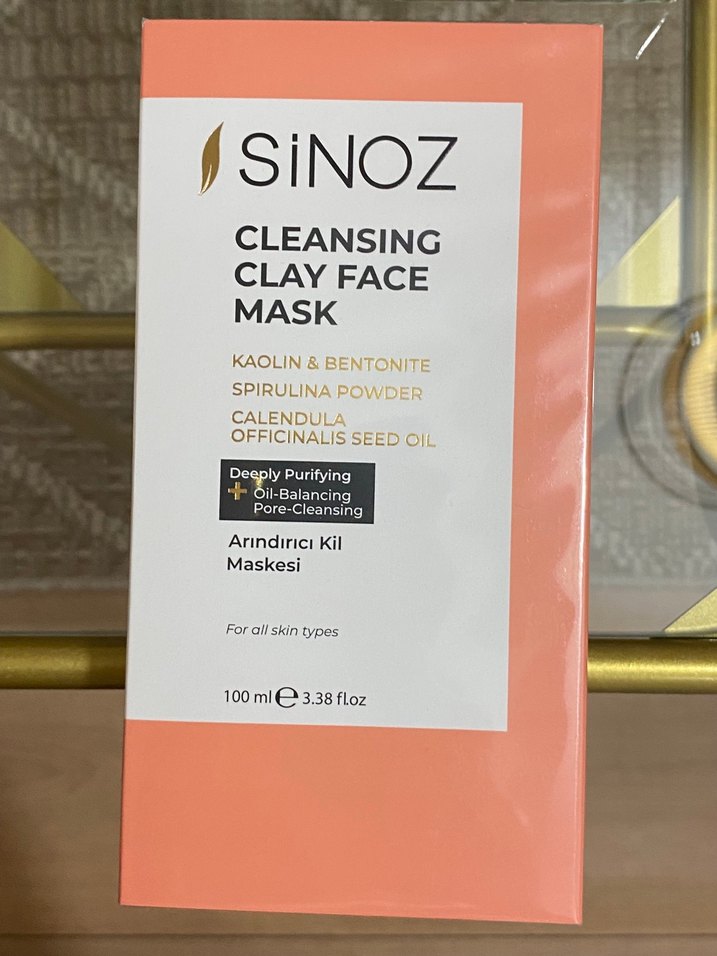 SiNOZ
CLEANSING
CLAY FACE
MASK
KAOLIN & BENTONITE
SPIRULINA POWDER
CALENDULA
OFFICINALIS SEED OIL
Deeply Purifying
+ Oil-Balancing
Pore-Cleansing
Arındırıcı Kil
Maskesi
For all skin types
100 ml ℮ 3.38 fl.oz